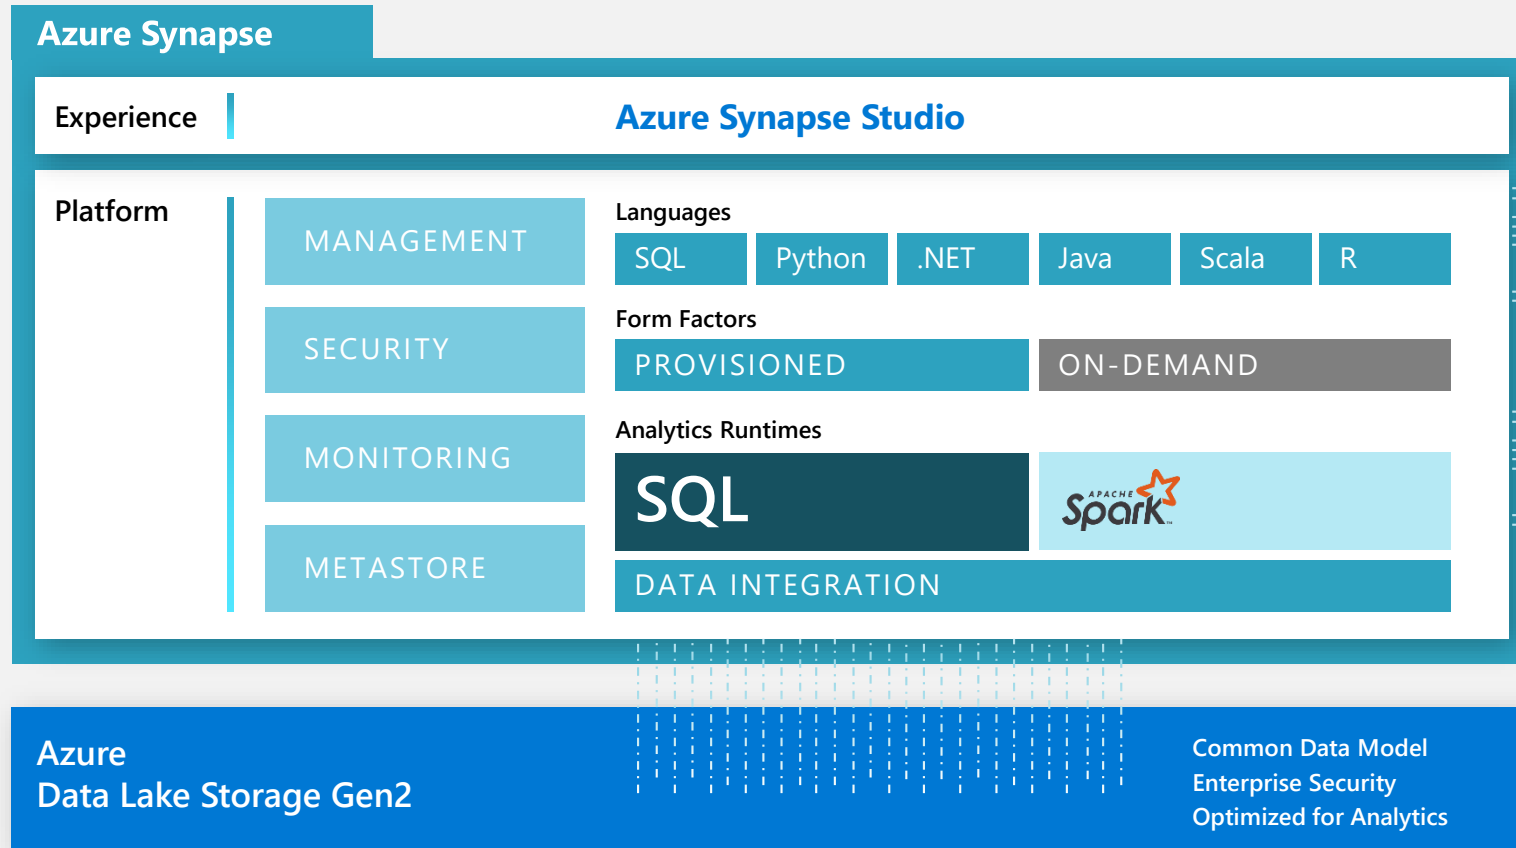 Azure Synapse
Experience
Azure Synapse Studio
Platform
MANAGEMENT
SECURITY
MONITORING
METASTORE
Languages
SQL
Python
.NET
Java
Scala
R
Form Factors
PROVISIONED
ON-DEMAND
Analytics Runtimes
SQL
APACHE
Spark™
DATA INTEGRATION
Azure
Data Lake Storage Gen2
Common Data Model
Enterprise Security
Optimized for Analytics